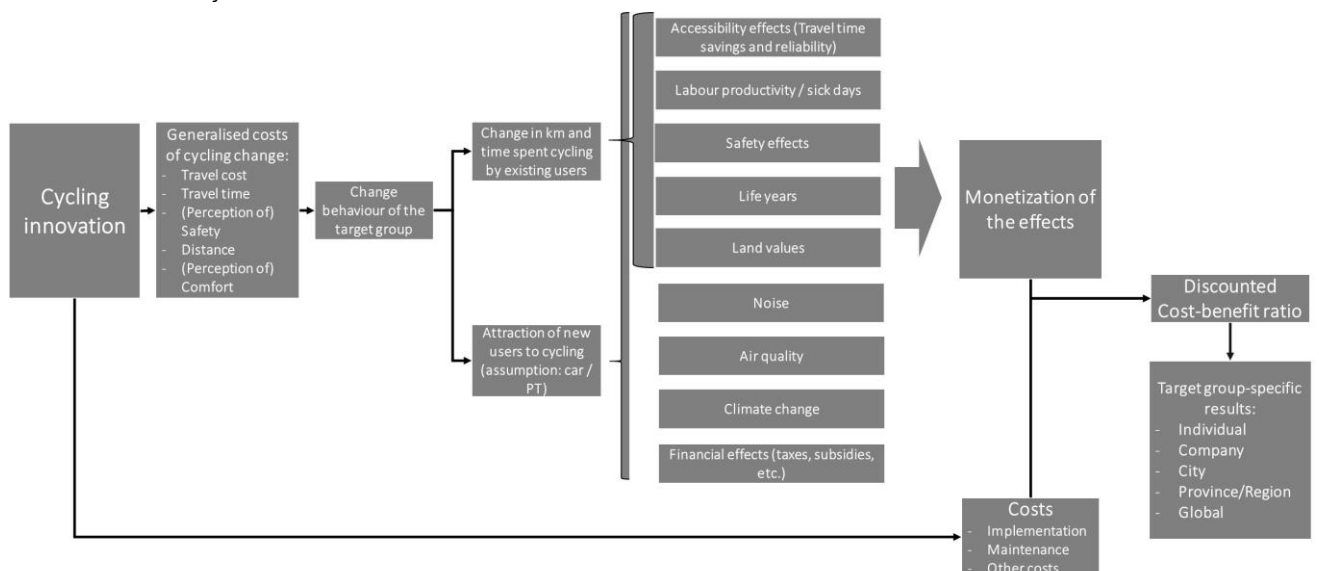 Cycling
innovation
Generalised costs
of cycling change:
- Travel cost
- Travel time
- (Perception of)
Safety
- Distance
- (Perception of)
Comfort
Change
behaviour of the
target group
Change in km and
time spent cycling
by existing users
Attraction of new
users to cycling
(assumption: car /
PT)
Accessibility effects (Travel time
savings and reliability)
Labour productivity / sick days
Safety effects
Life years
Land values
Noise
Air quality
Climate change
Financial effects (taxes, subsidies,
etc.)
Monetization of
the effects
Costs
- Implementation
- Maintenance
- Other costs
Discounted
Cost-benefit ratio
Target group-specific
results:
- Individual
- Company
- City
- Province/Region
- Global